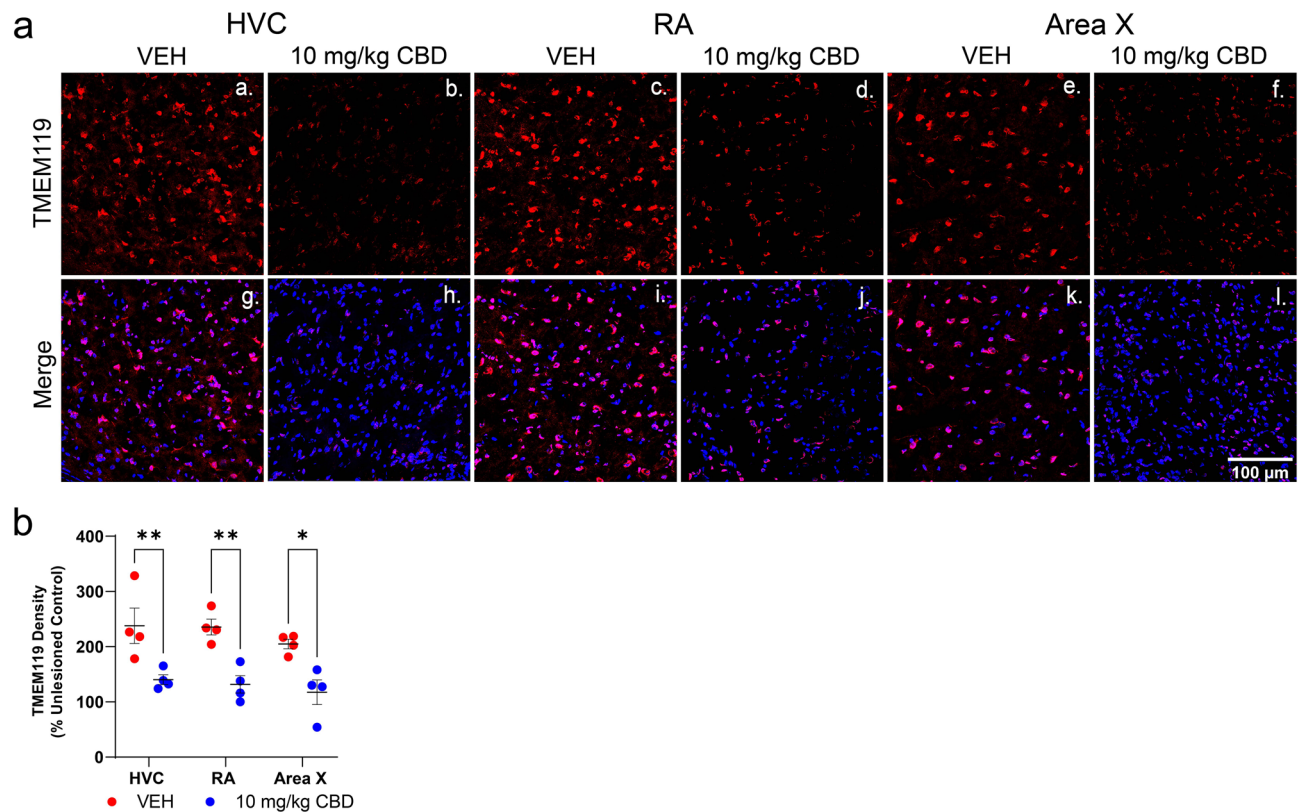 a
HVC RA Area X
VEH 10 mg/kg CBD VEH 10 mg/kg CBD VEH 10 mg/kg CBD
TMEM119
a. b. c. d. e. f.
Merge
g. h. i. j. k. l.
100 µm
b
TMEM119 Density
(% Unlesioned Control)
400
300
200
100
0
** ** *
HVC RA Area X
VEH 10 mg/kg CBD